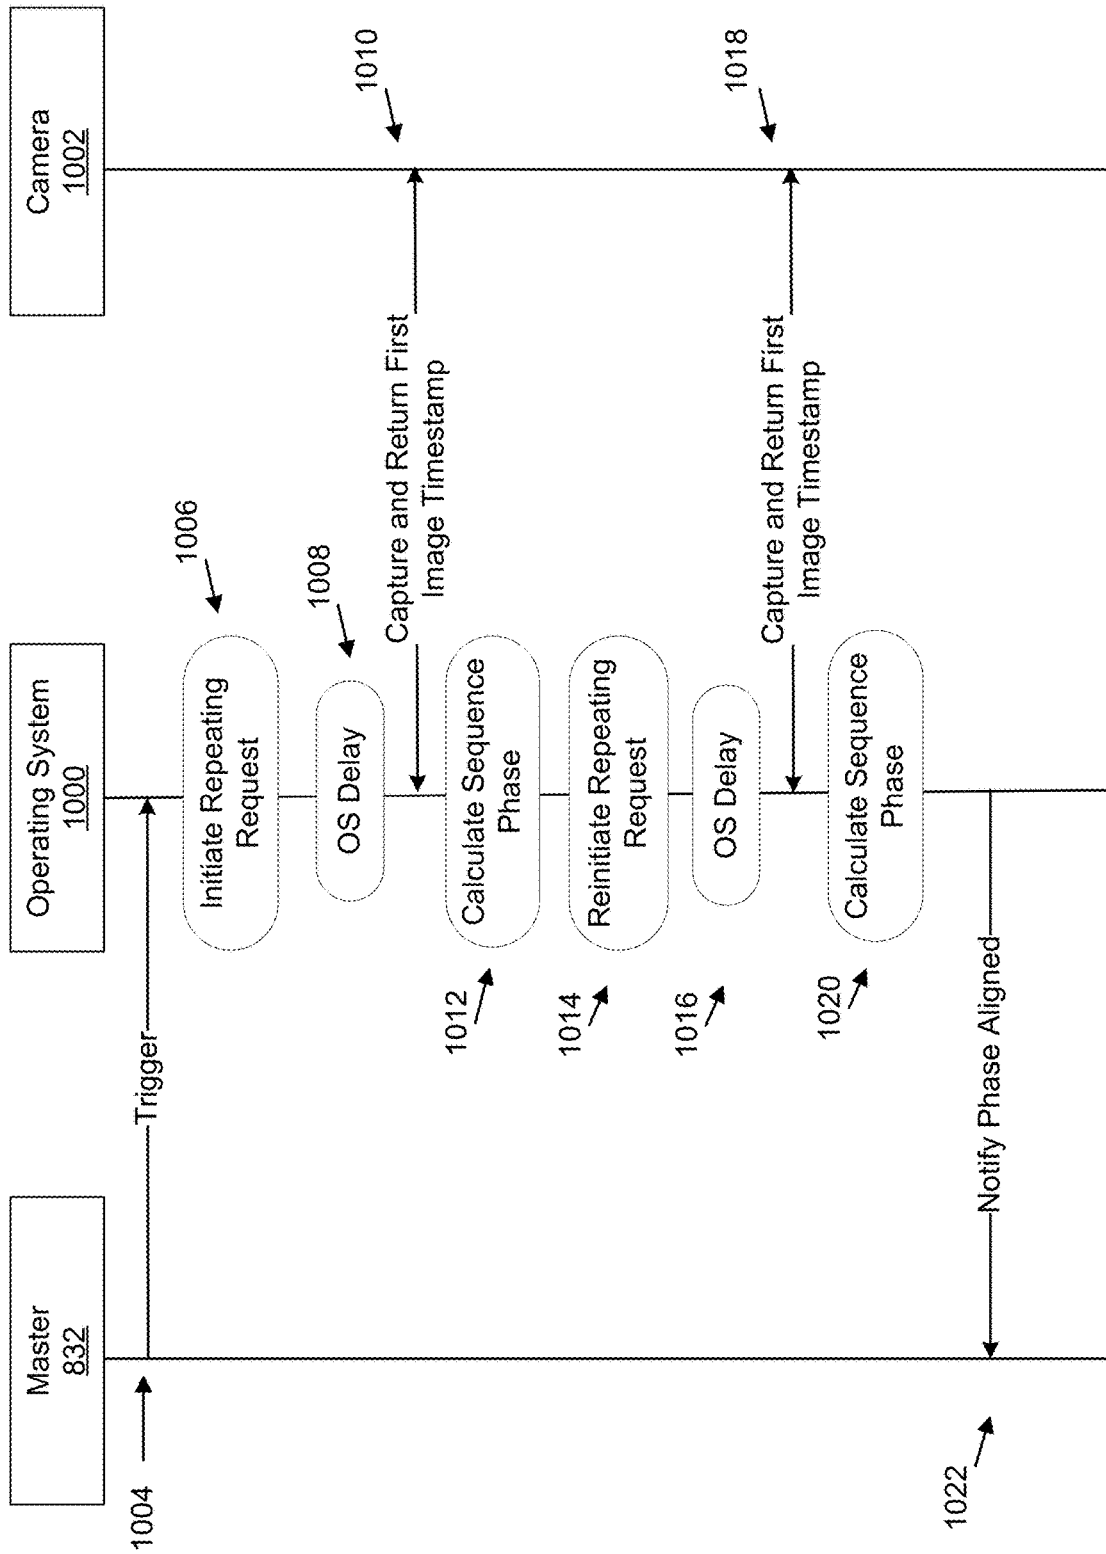 Master
832
Operating System
1000
Camera
1002
1004
Trigger
Initiate Repeating
Request
1006
OS Delay
1008
Capture and Return First
Image Timestamp
1010
Calculate Sequence
Phase
1012
Reinitiate Repeating
Request
1014
OS Delay
1016
Capture and Return First
Image Timestamp
1018
Calculate Sequence
Phase
1020
Notify Phase Aligned
1022